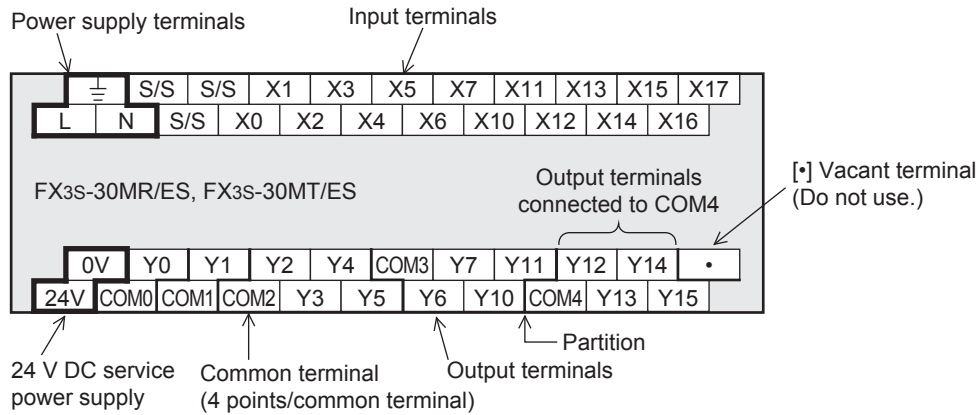 Power supply terminals
Input terminals
⏚ S/S S/S X1 X3 X5 X7 X11 X13 X15 X17
L N S/S X0 X2 X4 X6 X10 X12 X14 X16
FX3S-30MR/ES, FX3S-30MT/ES
Output terminals
connected to COM4
[•] Vacant terminal
(Do not use.)
0V Y0 Y1 Y2 Y4 COM3 Y7 Y11 Y12 Y14 •
24V COM0 COM1 COM2 Y3 Y5 Y6 Y10 COM4 Y13 Y15
Partition
24 V DC service
power supply
Common terminal
(4 points/common terminal)
Output terminals